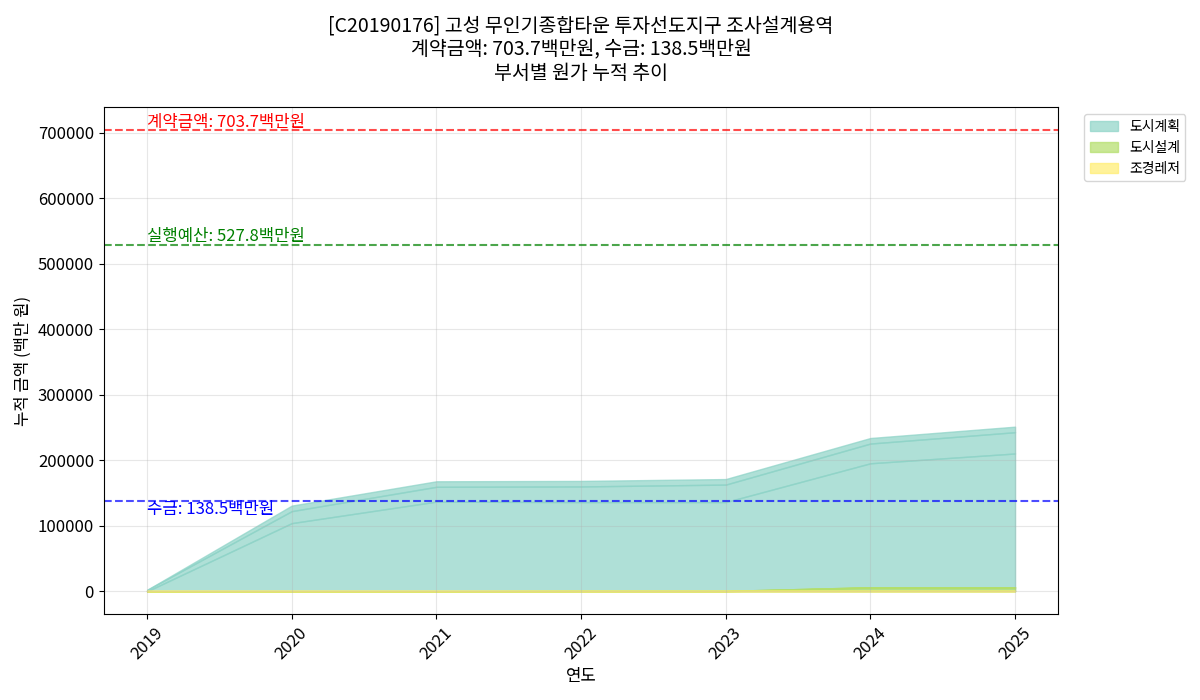 [C20190176] 고성 무인기종합타운 투자선도지구 조사설계용역
계약금액: 703.7백만원, 수금: 138.5백만원
부서별 원가 누적 추이
도시계획
도시설계
조경레저
계약금액: 703.7백만원
실행예산: 527.8백만원
수금: 138.5백만원
누적 금액 (백만 원)
700000
600000
500000
400000
300000
200000
100000
0
2019
2020
2021
2022
2023
2024
2025
연도